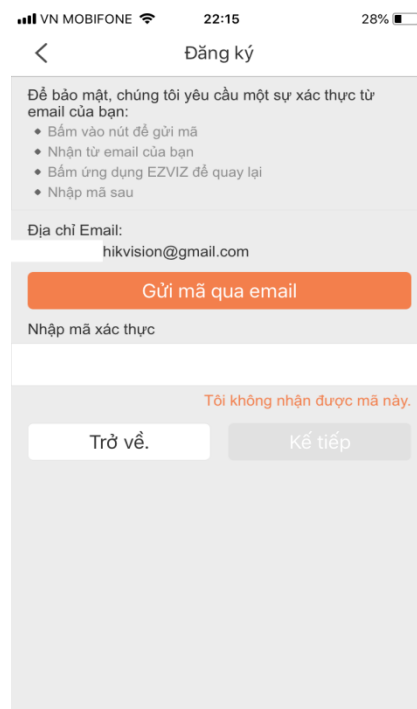 VN MOBIFONE 22:15 28%
Đăng ký
Để bảo mật, chúng tôi yêu cầu một sự xác thực từ
email của bạn:
Bấm vào nút để gửi mã
Nhận từ email của bạn
Bấm ứng dụng EZVIZ để quay lại
Nhập mã sau
Địa chỉ Email:
hikvision@gmail.com
Gửi mã qua email
Nhập mã xác thực
Tôi không nhận được mã này.
Trở về. Kế tiếp